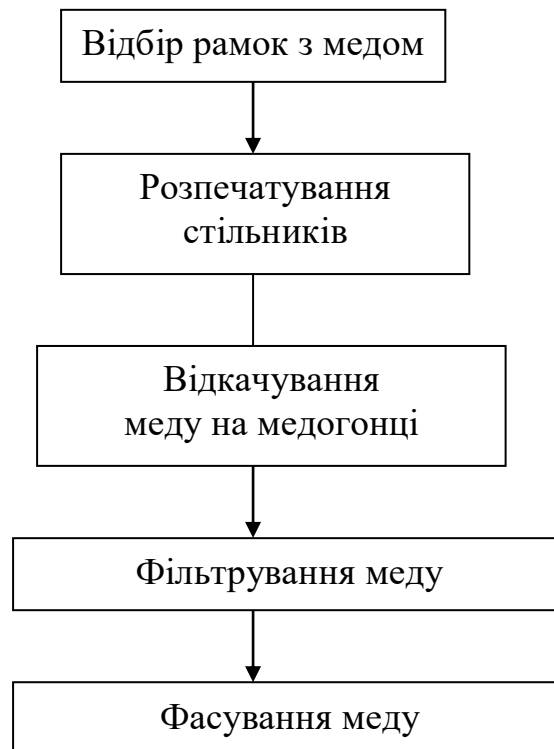 Відбір рамок з медом
Розпечатування
стільників
Відкачування
меду на медогонці
Фільтрування меду
Фасування меду